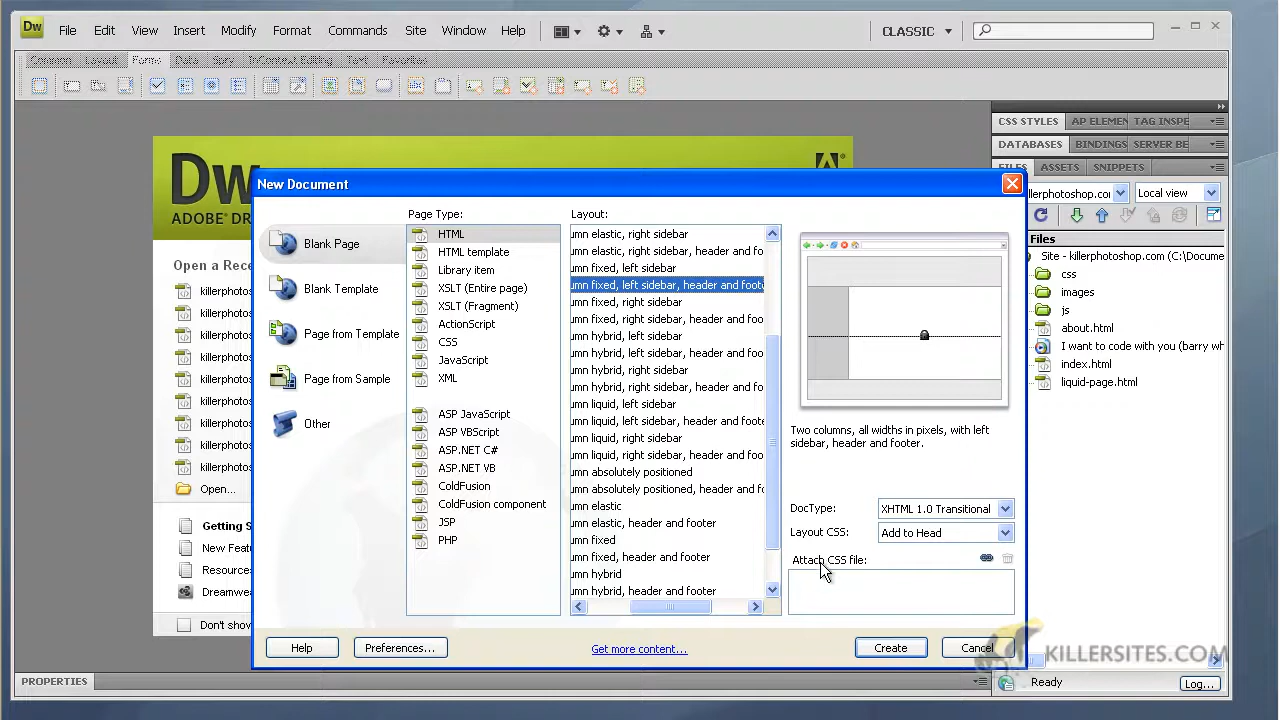 Dw File Edit View Insert Format Commands Site Window Help CLASSIC
Forms
CSS STYLES AP ELEMEN TAG INSPE
DATABASES BINDINGS SERVER BE
FILES ASSETS SNIPPETS
Dw
ADOBE® DR
Open a Rec
killerphotos
killerphotos
killerphotos
killerphotos
killerphotos
killerphotos
killerphotos
killerphotos
killerphotos
Open...
Getting S
New Feat
Resource
Dreamwe
Don't show
New Document
Blank Page
Blank Template
Page from Template
Page from Sample
Other
Page Type:
HTML
HTML template
Library item
XSLT (Entire page)
XSLT (Fragment)
ActionScript
CSS
JavaScript
XML
ASP JavaScript
ASP VBScript
ASP.NET C#
ASP.NET VB
ColdFusion
ColdFusion component
JSP
PHP
Layout:
umn elastic, right sidebar
umn elastic, right sidebar, header and fo
umn fixed, left sidebar
umn fixed, left sidebar, header and foot
umn fixed, right sidebar
umn fixed, right sidebar, header and fo
umn hybrid, left sidebar
umn hybrid, left sidebar, header and foo
umn hybrid, right sidebar
umn hybrid, right sidebar, header and fo
umn liquid, left sidebar
umn liquid, left sidebar, header and foo
umn liquid, right sidebar
umn liquid, right sidebar, header and foo
umn absolutely positioned
umn absolutely positioned, header and fo
umn elastic
umn elastic, header and footer
umn fixed
umn fixed, header and footer
umn hybrid
umn hybrid, header and footer
Two columns, all widths in pixels, with left
sidebar, header and footer.
DocType: XHTML 1.0 Transitional
Layout CSS: Add to Head
Attach CSS file:
Help Preferences... Get more content... Create Cancel
llerphotoshop.cor Local view
Files
Site - killerphotoshop.com (C:\Docume
css
images
js
about.html
I want to code with you (barry wh
index.html
liquid-page.html
KILLERSITES.COM
PROPERTIES
Ready Log...